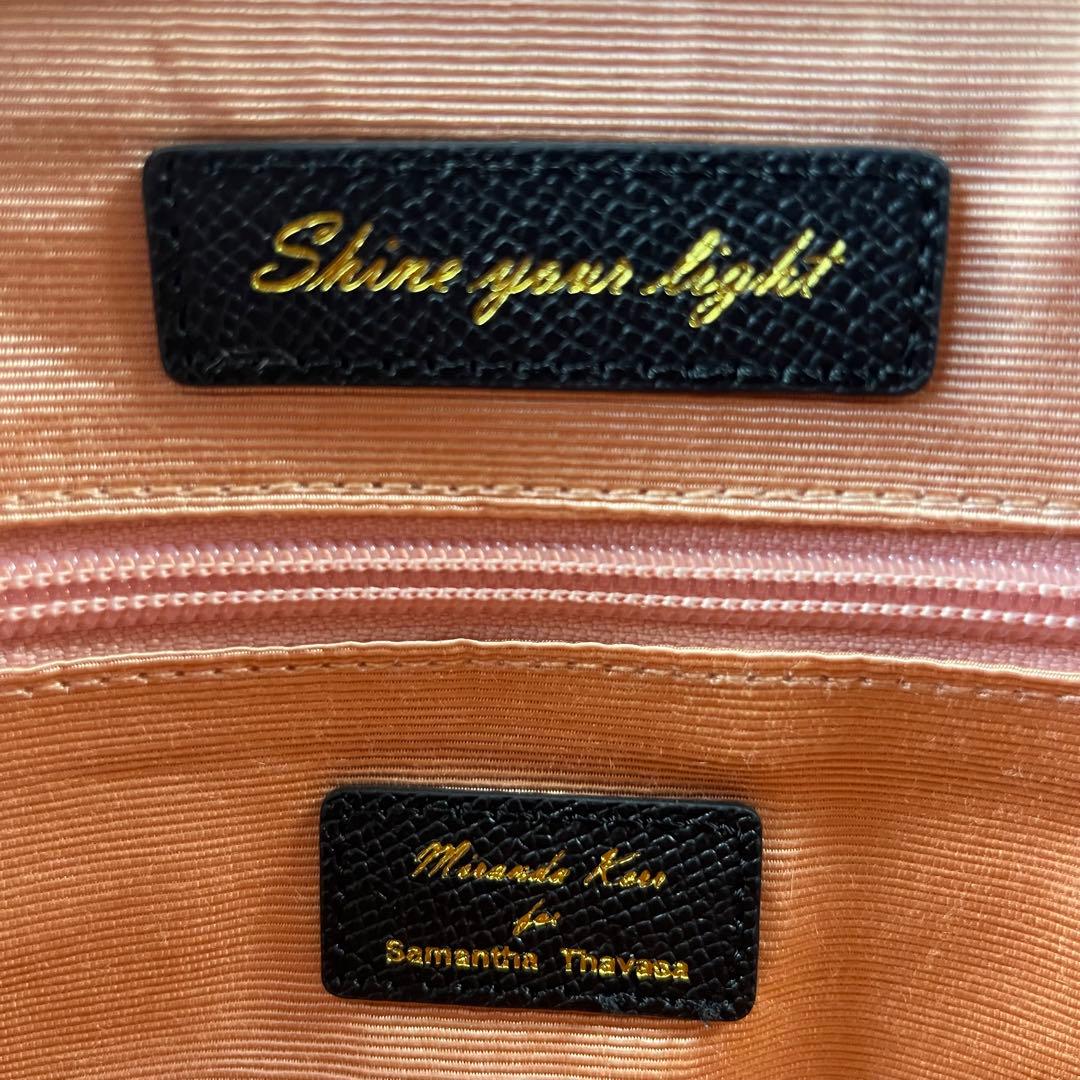 Shine your light
Miranda Kerr
for
Samantha Thavasa